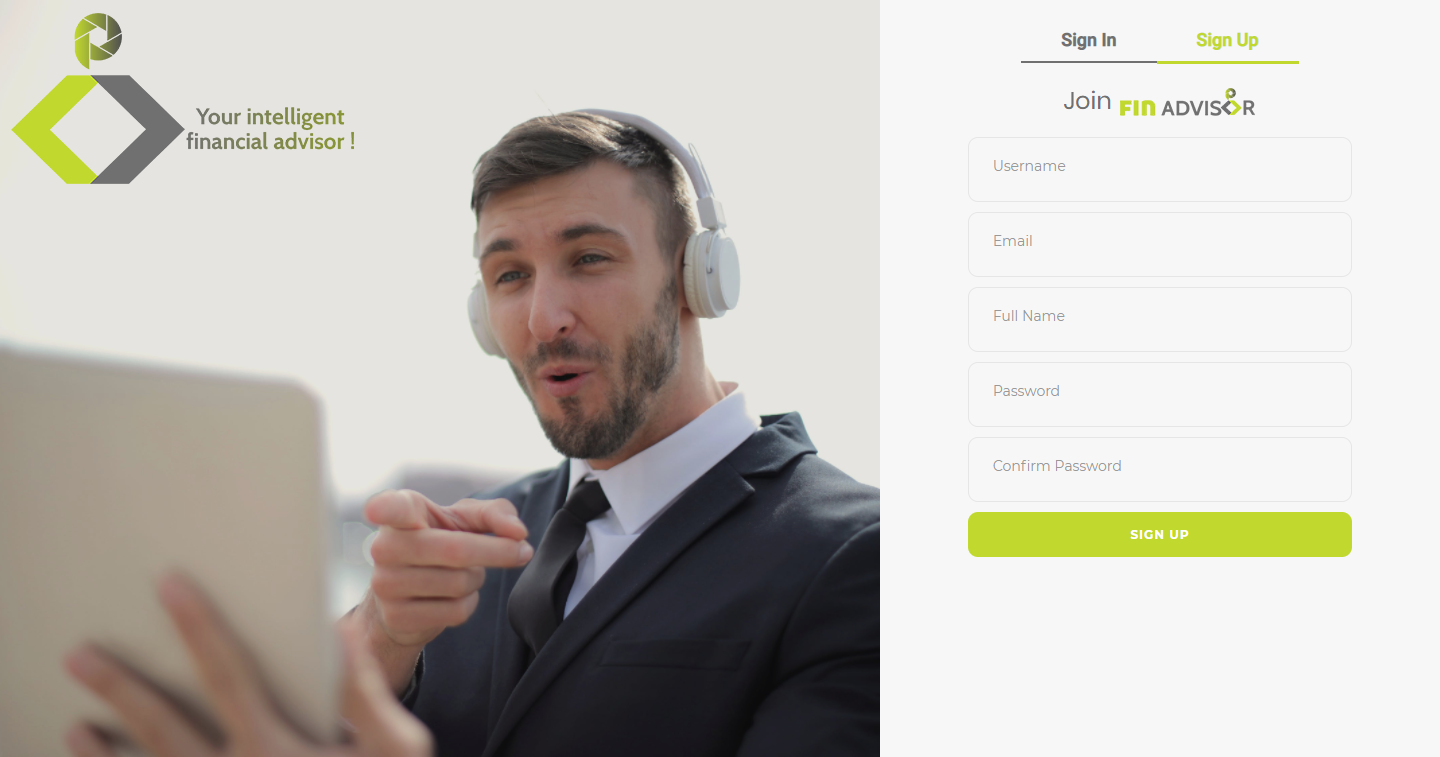 Your intelligent
financial advisor !
Sign In
Sign Up
Join FIN ADVISOR
Username
Email
Full Name
Password
Confirm Password
SIGN UP